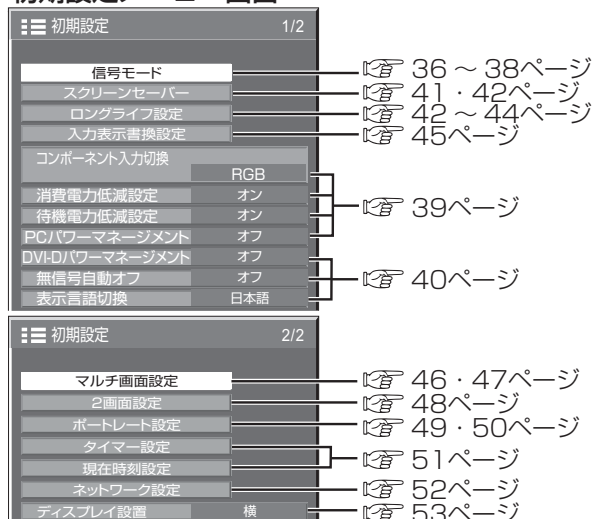 初期設定 1/2
信号モード
スクリーンセーバー
ロングライフ設定
入力表示書換設定
コンポーネント入力切換
RGB
消費電力低減設定 オン
待機電力低減設定 オン
PCパワーマネージメント オフ
DVI-Dパワーマネージメント オフ
無信号自動オフ オフ
表示言語切換 日本語
36 ~ 38ページ
41・42ページ
42 ~ 44ページ
45ページ
39ページ
40ページ
初期設定 2/2
マルチ画面設定
2画面設定
ポートレート設定
タイマー設定
現在時刻設定
ネットワーク設定
ディスプレイ設置 横
46・47ページ
48ページ
49・50ページ
51ページ
52ページ
53ページ